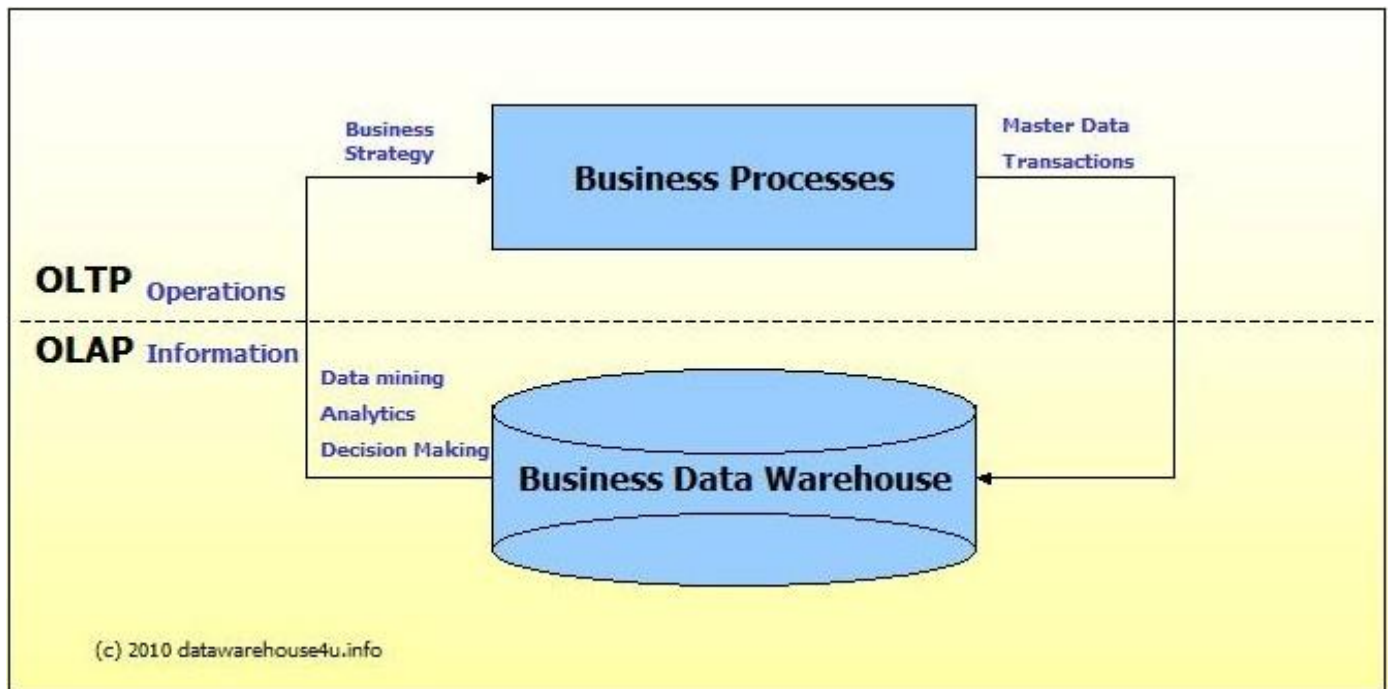 Business
Strategy
Business Processes
Master Data
Transactions
OLTP Operations
OLAP Information
Data mining
Analytics
Decision Making
Business Data Warehouse
(c) 2010 datawarehouse4u.info